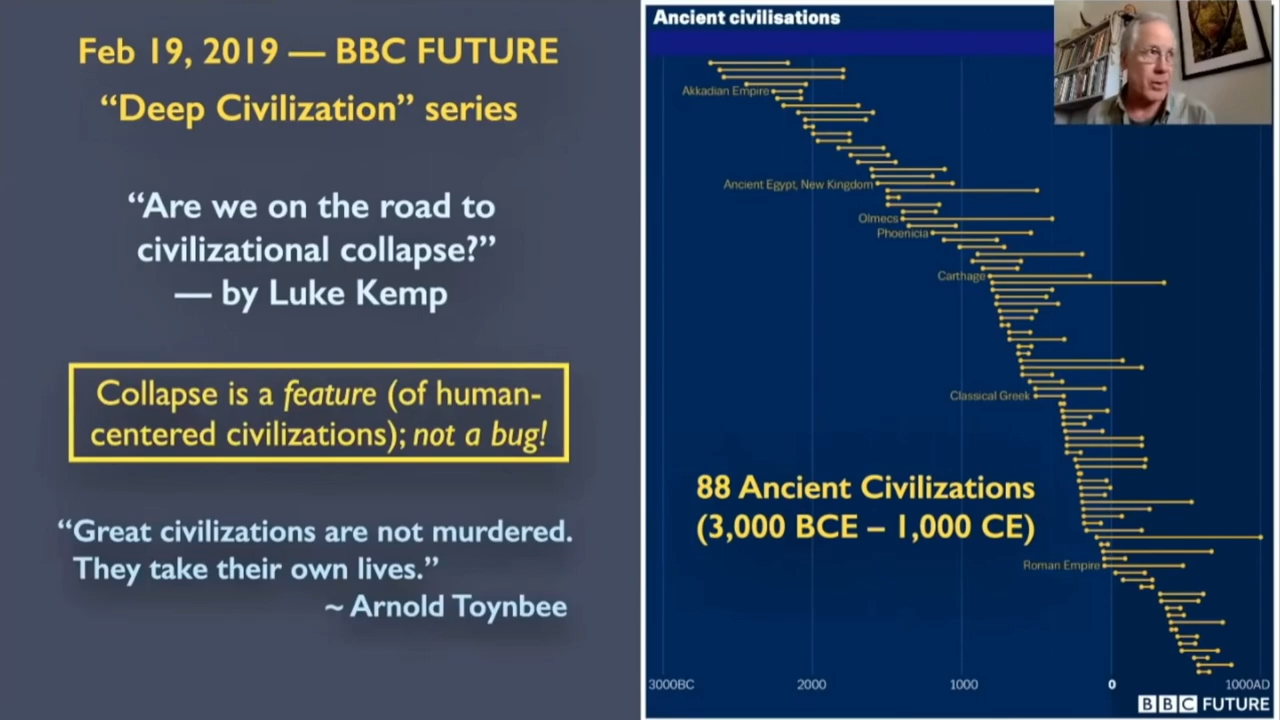 Feb 19, 2019 — BBC FUTURE
“Deep Civilization” series
“Are we on the road to
civilizational collapse?”
— by Luke Kemp
Collapse is a feature (of human-
centered civilizations); not a bug!
“Great civilizations are not murdered.
They take their own lives.”
~ Arnold Toynbee
Ancient civilisations
Akkadian Empire
Ancient Egypt, New Kingdom
Olmecs
Phoenicia
Carthage
Classical Greek
88 Ancient Civilizations
(3,000 BCE – 1,000 CE)
Roman Empire
3000BC 2000 1000 0 1000AD
BBC FUTURE